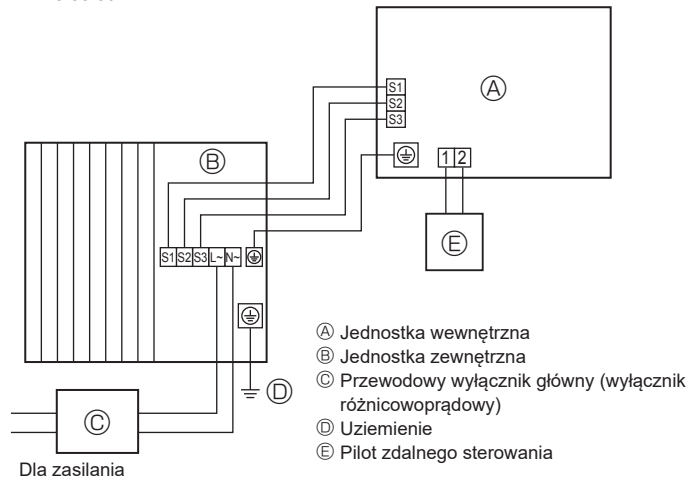 Ⓐ
S1
S2
S3
1 2
Ⓔ
Ⓑ
S1 S2 S3 L~ N~
Ⓓ
Ⓒ
Dla zasilania
Ⓐ Jednostka wewnętrzna
Ⓑ Jednostka zewnętrzna
Ⓒ Przewodowy wyłącznik główny (wyłącznik
różnicowoprądowy)
Ⓓ Uziemienie
Ⓔ Pilot zdalnego sterowania